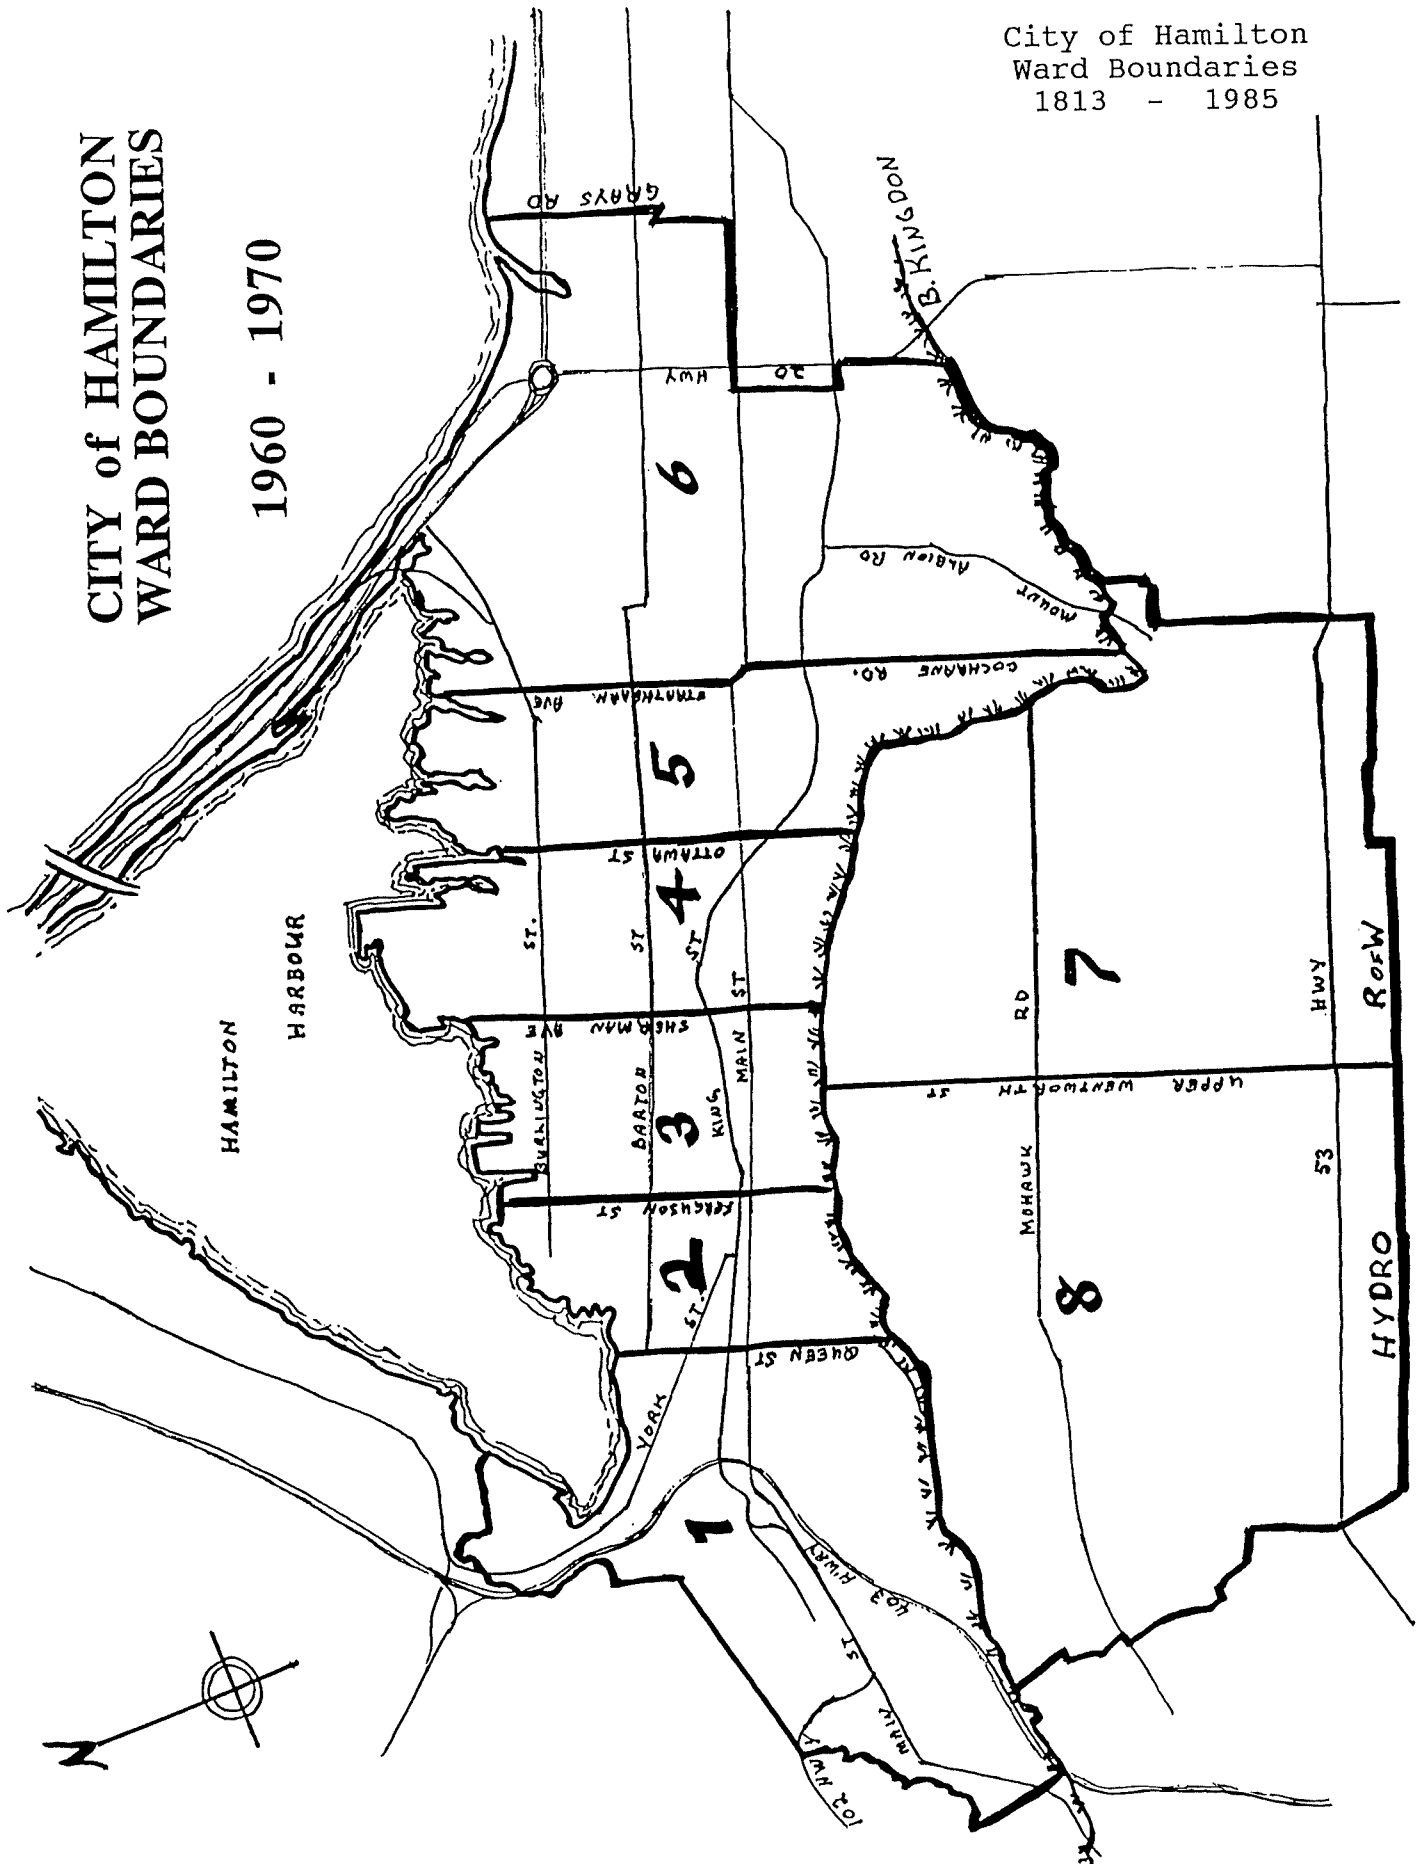 City of Hamilton
Ward Boundaries
1813 - 1985
CITY of HAMILTON
WARD BOUNDARIES
1960 - 1970
HAMILTON
HARBOUR
N
GRAYS RD
B. KINGDON
HWY 20
6
MOUNT ALBION RD
STRATHEARN. AVE
COCHRANE RD.
5
OTTAWA ST
4
SHERMAN AVE
BURLINGTON ST.
BARTON ST
KING, ST
MAIN ST
3
FERGUSON ST
2
YORK ST.
QUEEN ST
1
HWRY 403
MAIN ST
102 HWY
MOHAWK RD
7
UPPER WENTWORTH ST
8
53 HWY
HYDRO R OF W